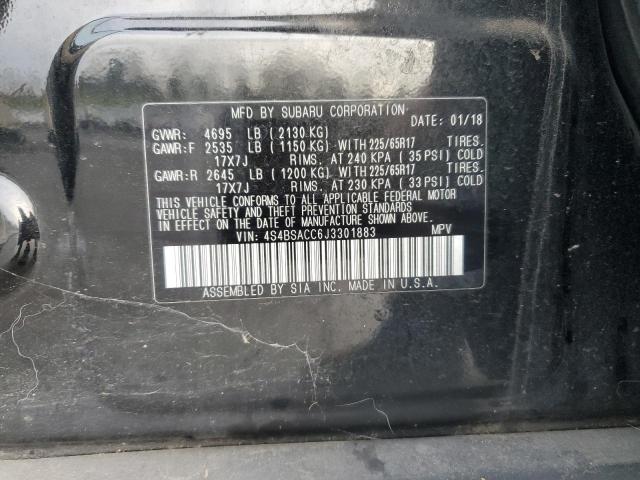 MFD BY SUBARU CORPORATION DATE: 01/18
GVWR: 4695 LB (2130 KG)
GAWR:F 2535 LB (1150 KG) WITH 225/65R17 TIRES.
17X7J RIMS. AT 240 KPA (35 PSI) COLD
GAWR:R 2645 LB (1200 KG) WITH 225/65R17 TIRES.
17X7J RIMS. AT 230 KPA (33 PSI) COLD
THIS VEHICLE CONFORMS TO ALL APPLICABLE FEDERAL MOTOR
VEHICLE SAFETY AND THEFT PREVENTION STANDARDS
IN EFFECT ON THE DATE OF MANUFACTURE SHOWN ABOVE.
VIN: 4S4BSACC6J3301883 MPV
ASSEMBLED BY SIA INC. MADE IN U.S.A.